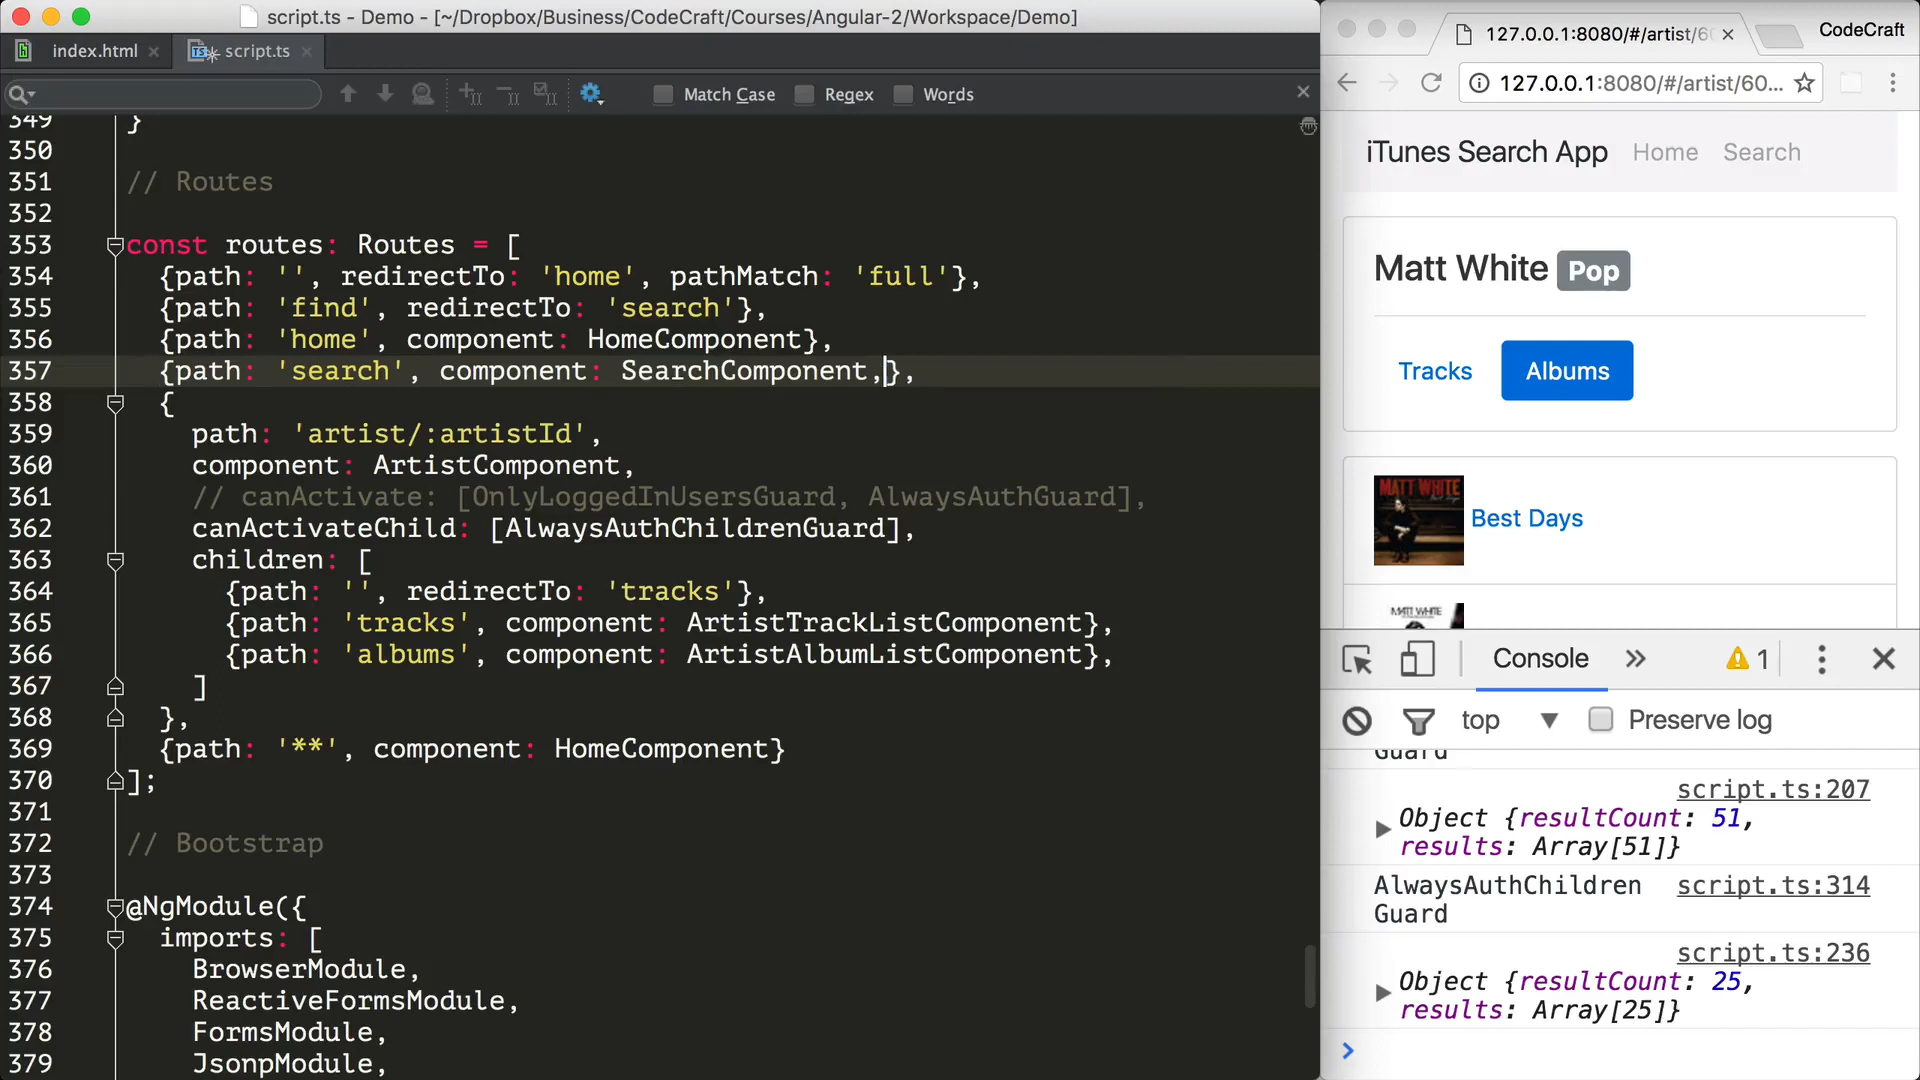 script.ts - Demo - [~/Dropbox/Business/CodeCraft/Courses/Angular-2/Workspace/Demo]
index.html
script.ts
Match Case
Regex
Words
349 }
350
351 // Routes
352
353 const routes: Routes = [
354 {path: '', redirectTo: 'home', pathMatch: 'full'},
355 {path: 'find', redirectTo: 'search'},
356 {path: 'home', component: HomeComponent},
357 {path: 'search', component: SearchComponent,},
358 {
359 path: 'artist/:artistId',
360 component: ArtistComponent,
361 // canActivate: [OnlyLoggedInUsersGuard, AlwaysAuthGuard],
362 canActivateChild: [AlwaysAuthChildrenGuard],
363 children: [
364 {path: '', redirectTo: 'tracks'},
365 {path: 'tracks', component: ArtistTrackListComponent},
366 {path: 'albums', component: ArtistAlbumListComponent},
367 ]
368 },
369 {path: '**', component: HomeComponent}
370 ];
371
372 // Bootstrap
373
374 @NgModule({
375 imports: [
376 BrowserModule,
377 ReactiveFormsModule,
378 FormsModule,
379 JsonpModule,
127.0.0.1:8080/#/artist/60
CodeCraft
127.0.0.1:8080/#/artist/60...
iTunes Search App Home Search
Matt White Pop
Tracks Albums
MATT WHITE
Best Days
MATT WHITE
Console
1
top
Preserve log
Guard
script.ts:207
Object {resultCount: 51,
results: Array[51]}
AlwaysAuthChildren script.ts:314
Guard
script.ts:236
Object {resultCount: 25,
results: Array[25]}